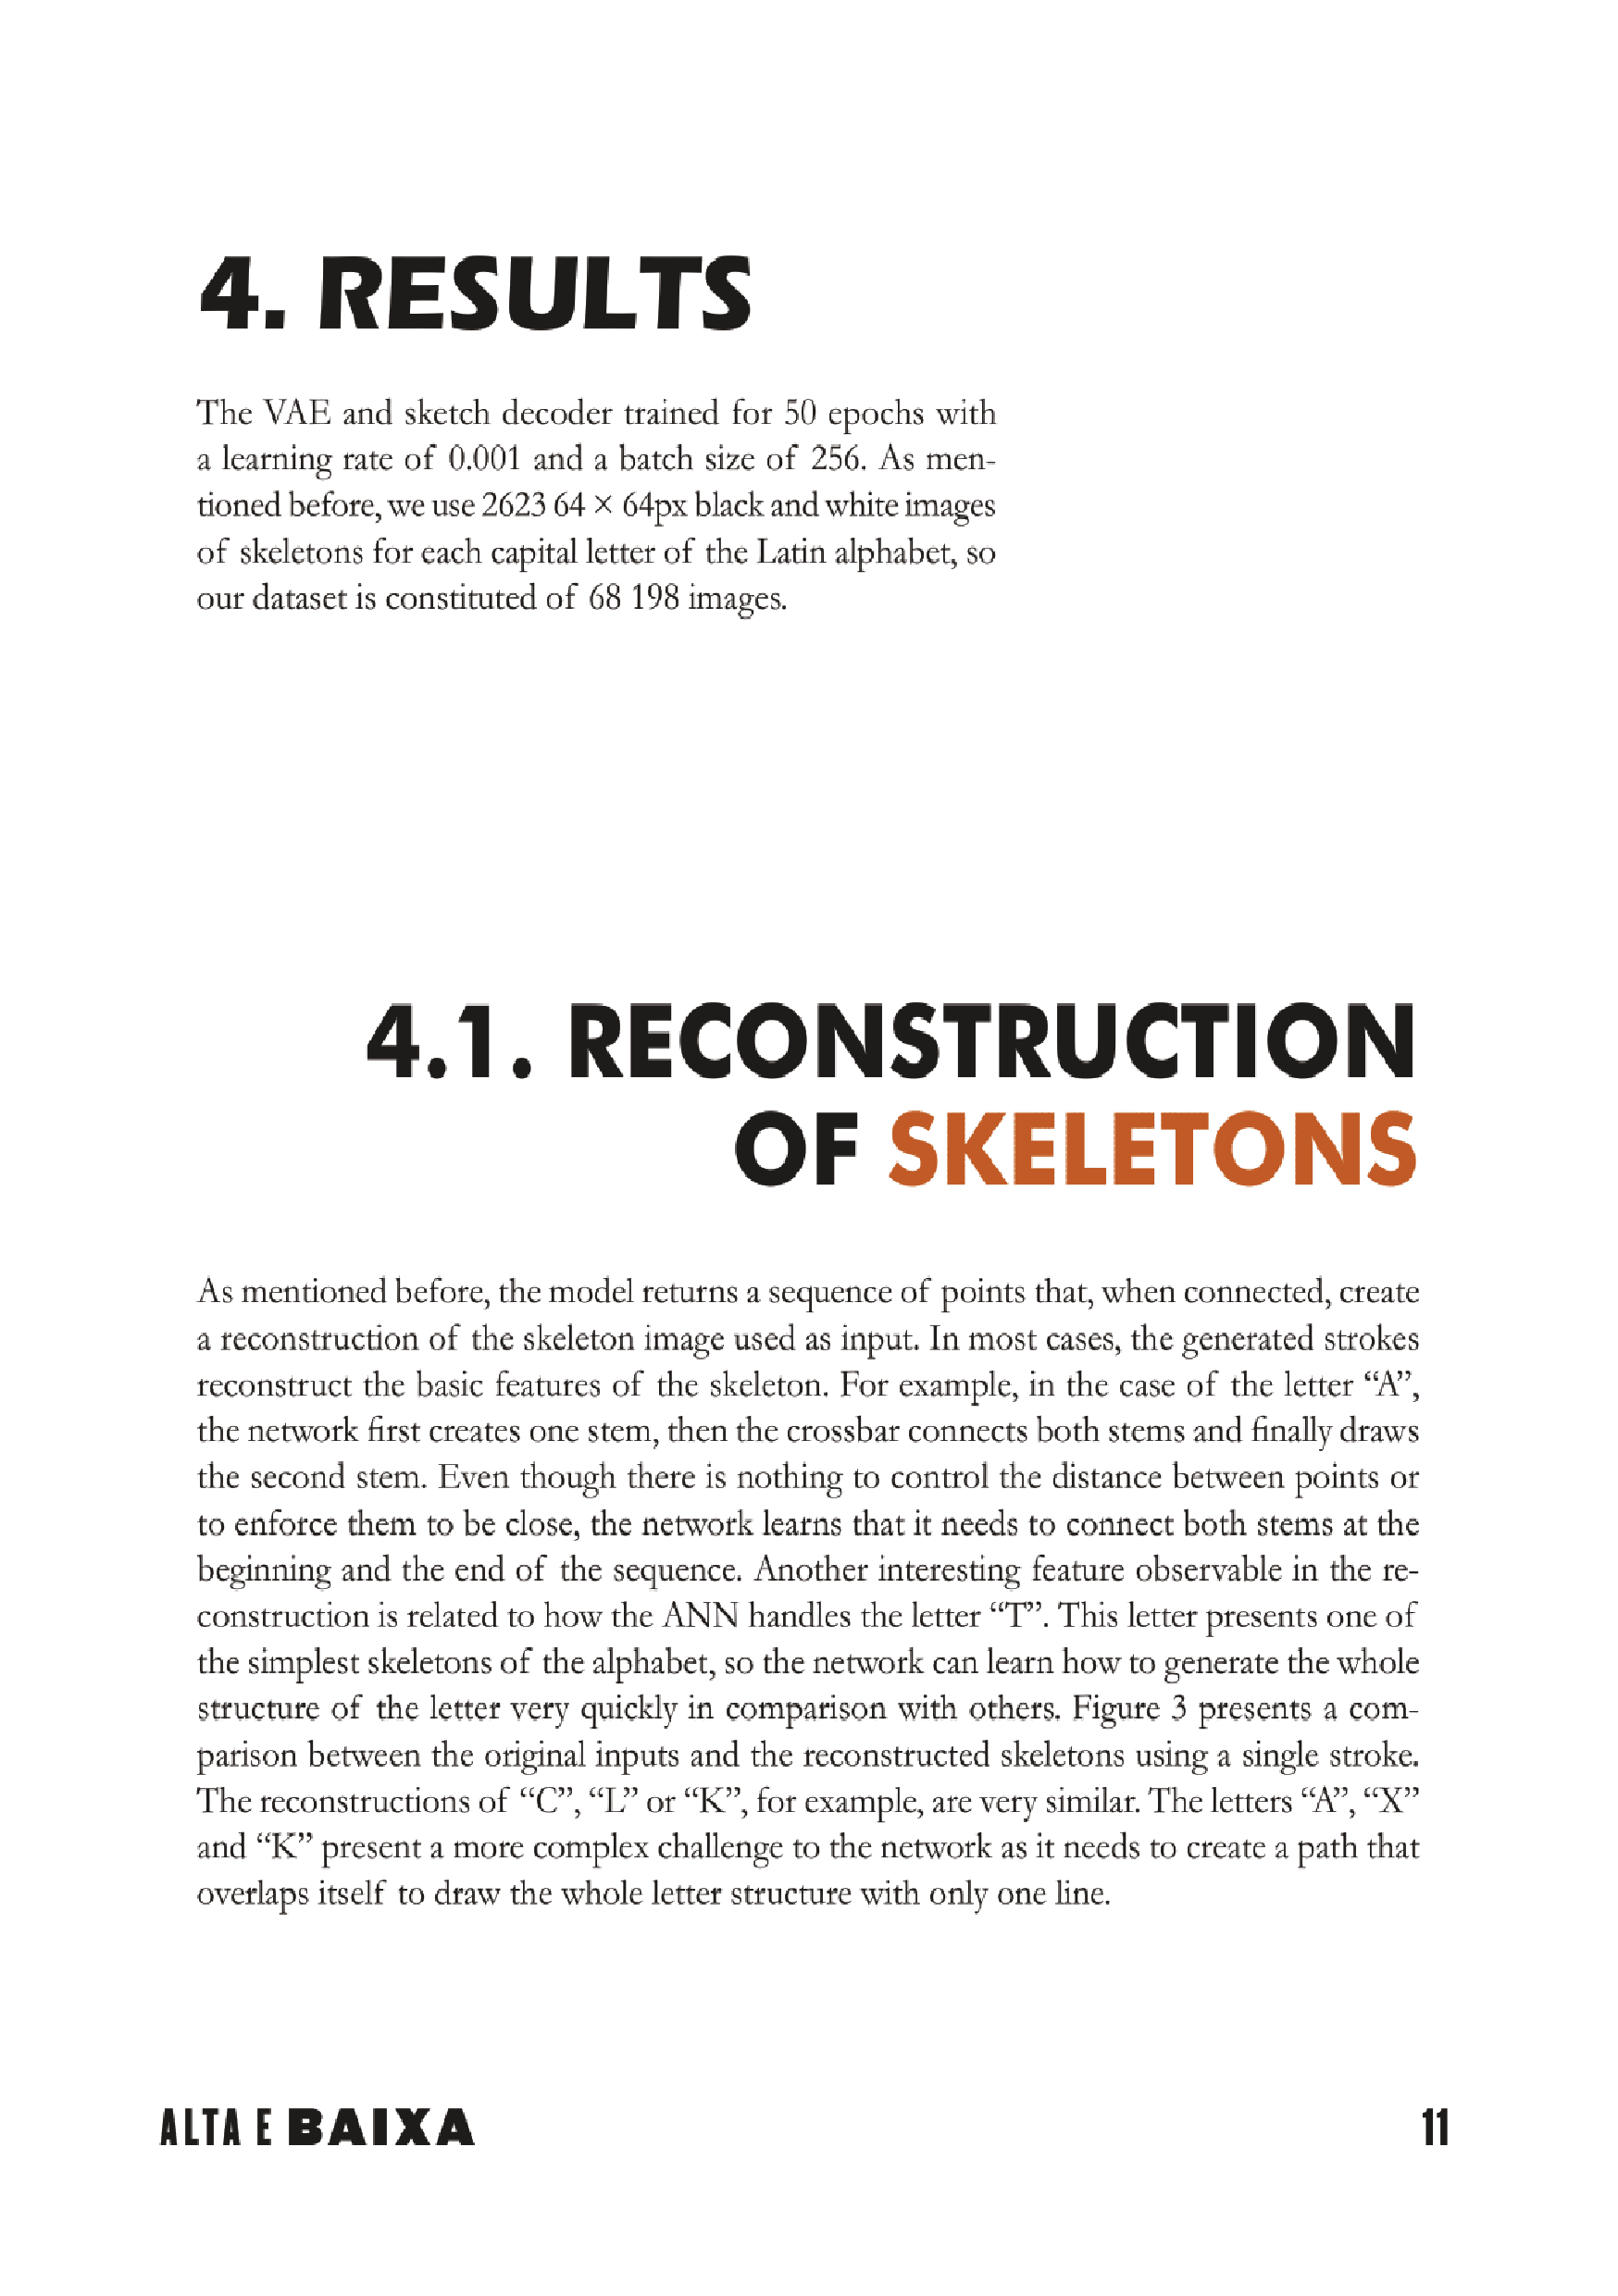 4. RESULTS
The VAE and sketch decoder trained for 50 epochs with
a learning rate of 0.001 and a batch size of 256. As men-
tioned before, we use 2623 64 × 64px black and white images
of skeletons for each capital letter of the Latin alphabet, so
our dataset is constituted of 68 198 images.
4.1. RECONSTRUCTION
OF SKELETONS
As mentioned before, the model returns a sequence of points that, when connected, create
a reconstruction of the skeleton image used as input. In most cases, the generated strokes
reconstruct the basic features of the skeleton. For example, in the case of the letter “A”,
the network first creates one stem, then the crossbar connects both stems and finally draws
the second stem. Even though there is nothing to control the distance between points or
to enforce them to be close, the network learns that it needs to connect both stems at the
beginning and the end of the sequence. Another interesting feature observable in the re-
construction is related to how the ANN handles the letter “T”. This letter presents one of
the simplest skeletons of the alphabet, so the network can learn how to generate the whole
structure of the letter very quickly in comparison with others. Figure 3 presents a com-
parison between the original inputs and the reconstructed skeletons using a single stroke.
The reconstructions of “C”, “L” or “K”, for example, are very similar. The letters “A”, “X”
and “K” present a more complex challenge to the network as it needs to create a path that
overlaps itself to draw the whole letter structure with only one line.
ALTA E BAIXA
11